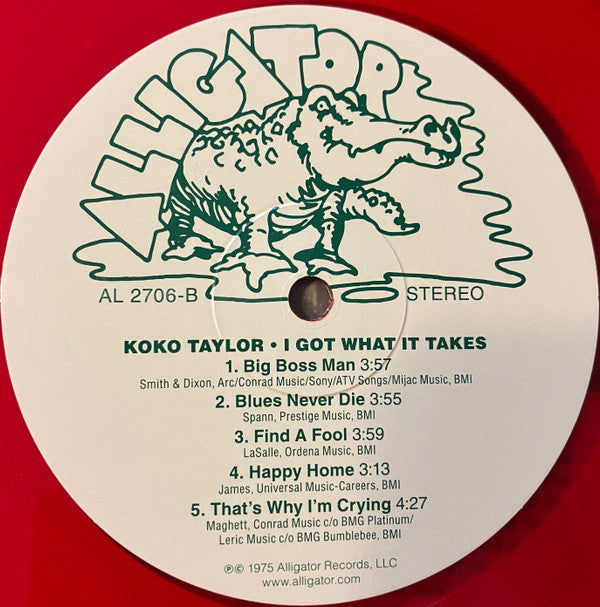 ALLIGATOR
AL 2706-B
STEREO
KOKO TAYLOR • I GOT WHAT IT TAKES
1. Big Boss Man 3:57
Smith & Dixon, Arc/Conrad Music/Sony/ATV Songs/Mijac Music, BMI
2. Blues Never Die 3:55
Spann, Prestige Music, BMI
3. Find A Fool 3:59
LaSalle, Ordena Music, BMI
4. Happy Home 3:13
James, Universal Music-Careers, BMI
5. That's Why I'm Crying 4:27
Maghett, Conrad Music c/o BMG Platinum/
Leric Music c/o BMG Bumblebee, BMI
℗© 1975 Alligator Records, LLC
www.alligator.com